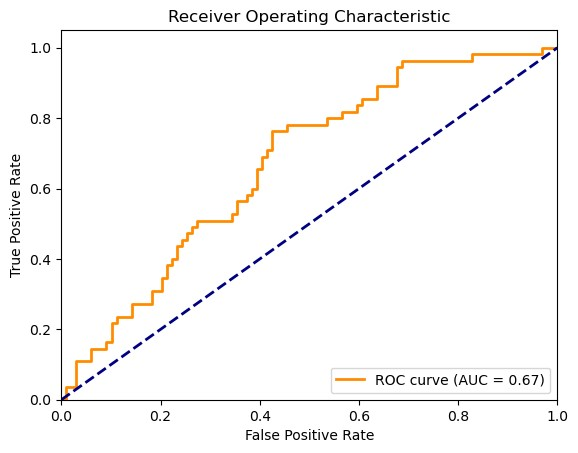 Receiver Operating Characteristic
True Positive Rate
1.0
0.8
0.6
0.4
0.2
0.0
0.0 0.2 0.4 0.6 0.8 1.0
False Positive Rate
ROC curve (AUC = 0.67)